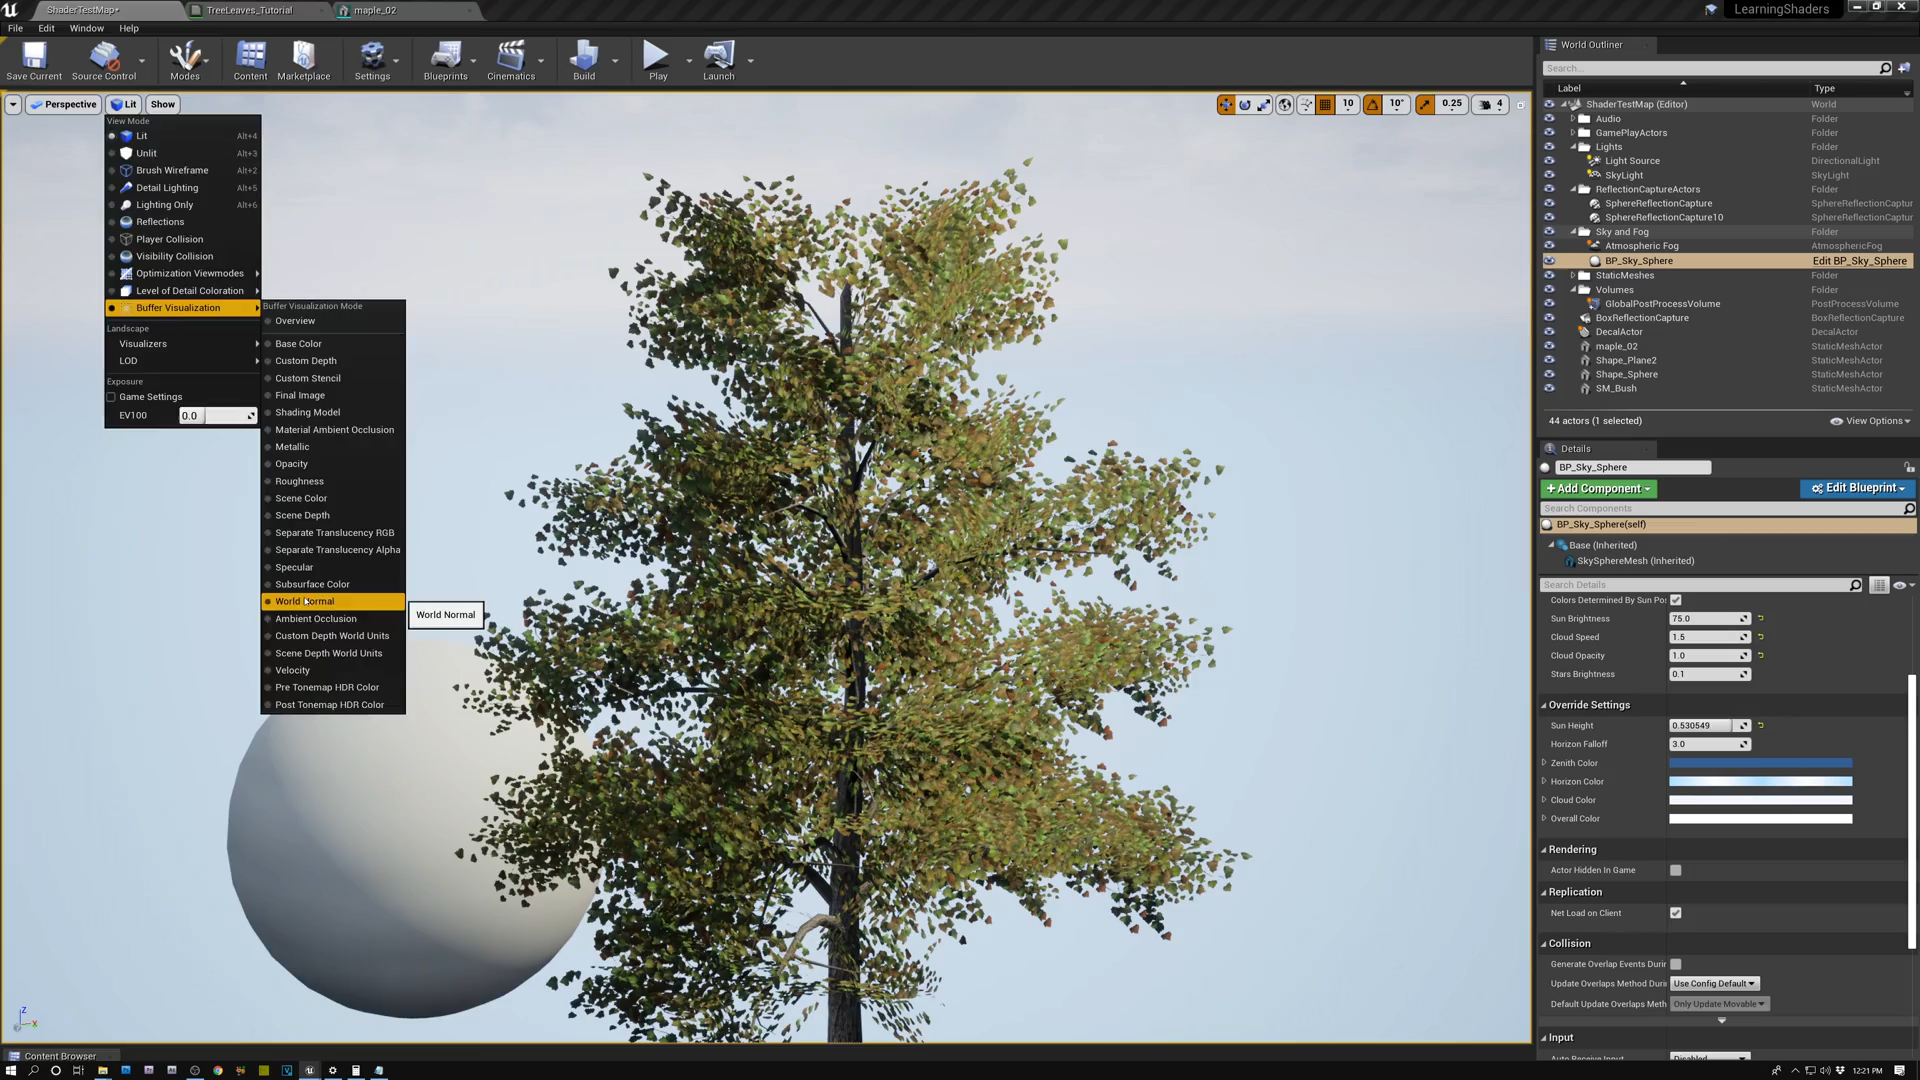 ShaderTestMap*
TreeLeaves_Tutorial
maple_02
LearningShaders
File Edit Window Help
Save Current
Source Control
Modes
Content
Marketplace
Settings
Blueprints
Cinematics
Build
Play
Launch
Perspective
Lit
Show
10
10°
0.25
4
View Mode
Lit Alt+4
Unlit Alt+3
Brush Wireframe Alt+2
Detail Lighting Alt+5
Lighting Only Alt+6
Reflections
Player Collision
Visibility Collision
Optimization Viewmodes
Level of Detail Coloration
Buffer Visualization
Landscape
Visualizers
LOD
Exposure
Game Settings
EV100 0.0
Buffer Visualization Mode
Overview
Base Color
Custom Depth
Custom Stencil
Final Image
Shading Model
Material Ambient Occlusion
Metallic
Opacity
Roughness
Scene Color
Scene Depth
Separate Translucency RGB
Separate Translucency Alpha
Specular
Subsurface Color
World Normal
World Normal
Ambient Occlusion
Custom Depth World Units
Scene Depth World Units
Velocity
Pre Tonemap HDR Color
Post Tonemap HDR Color
Z
X
World Outliner
Search...
Label Type
ShaderTestMap (Editor) World
Audio Folder
GamePlayActors Folder
Lights Folder
Light Source DirectionalLight
SkyLight SkyLight
ReflectionCaptureActors Folder
SphereReflectionCapture SphereReflectionCaptur
SphereReflectionCapture10 SphereReflectionCaptur
Sky and Fog Folder
Atmospheric Fog AtmosphericFog
BP_Sky_Sphere Edit BP_Sky_Sphere
StaticMeshes Folder
Volumes Folder
GlobalPostProcessVolume PostProcessVolume
BoxReflectionCapture BoxReflectionCapture
DecalActor DecalActor
maple_02 StaticMeshActor
Shape_Plane2 StaticMeshActor
Shape_Sphere StaticMeshActor
SM_Bush StaticMeshActor
44 actors (1 selected)
View Options
Details
BP_Sky_Sphere
+Add Component
Edit Blueprint
Search Components
BP_Sky_Sphere(self)
Base (Inherited)
SkySphereMesh (Inherited)
Search Details
Colors Determined By Sun Pos
Sun Brightness 75.0
Cloud Speed 1.5
Cloud Opacity 1.0
Stars Brightness 0.1
Override Settings
Sun Height 0.530549
Horizon Falloff 3.0
Zenith Color
Horizon Color
Cloud Color
Overall Color
Rendering
Actor Hidden In Game
Replication
Net Load on Client
Collision
Generate Overlap Events Durin
Update Overlaps Method Duri Use Config Default
Default Update Overlaps Meth Only Update Movable
Input
Auto Receive Input Disabled
Content Browser
12:21 PM